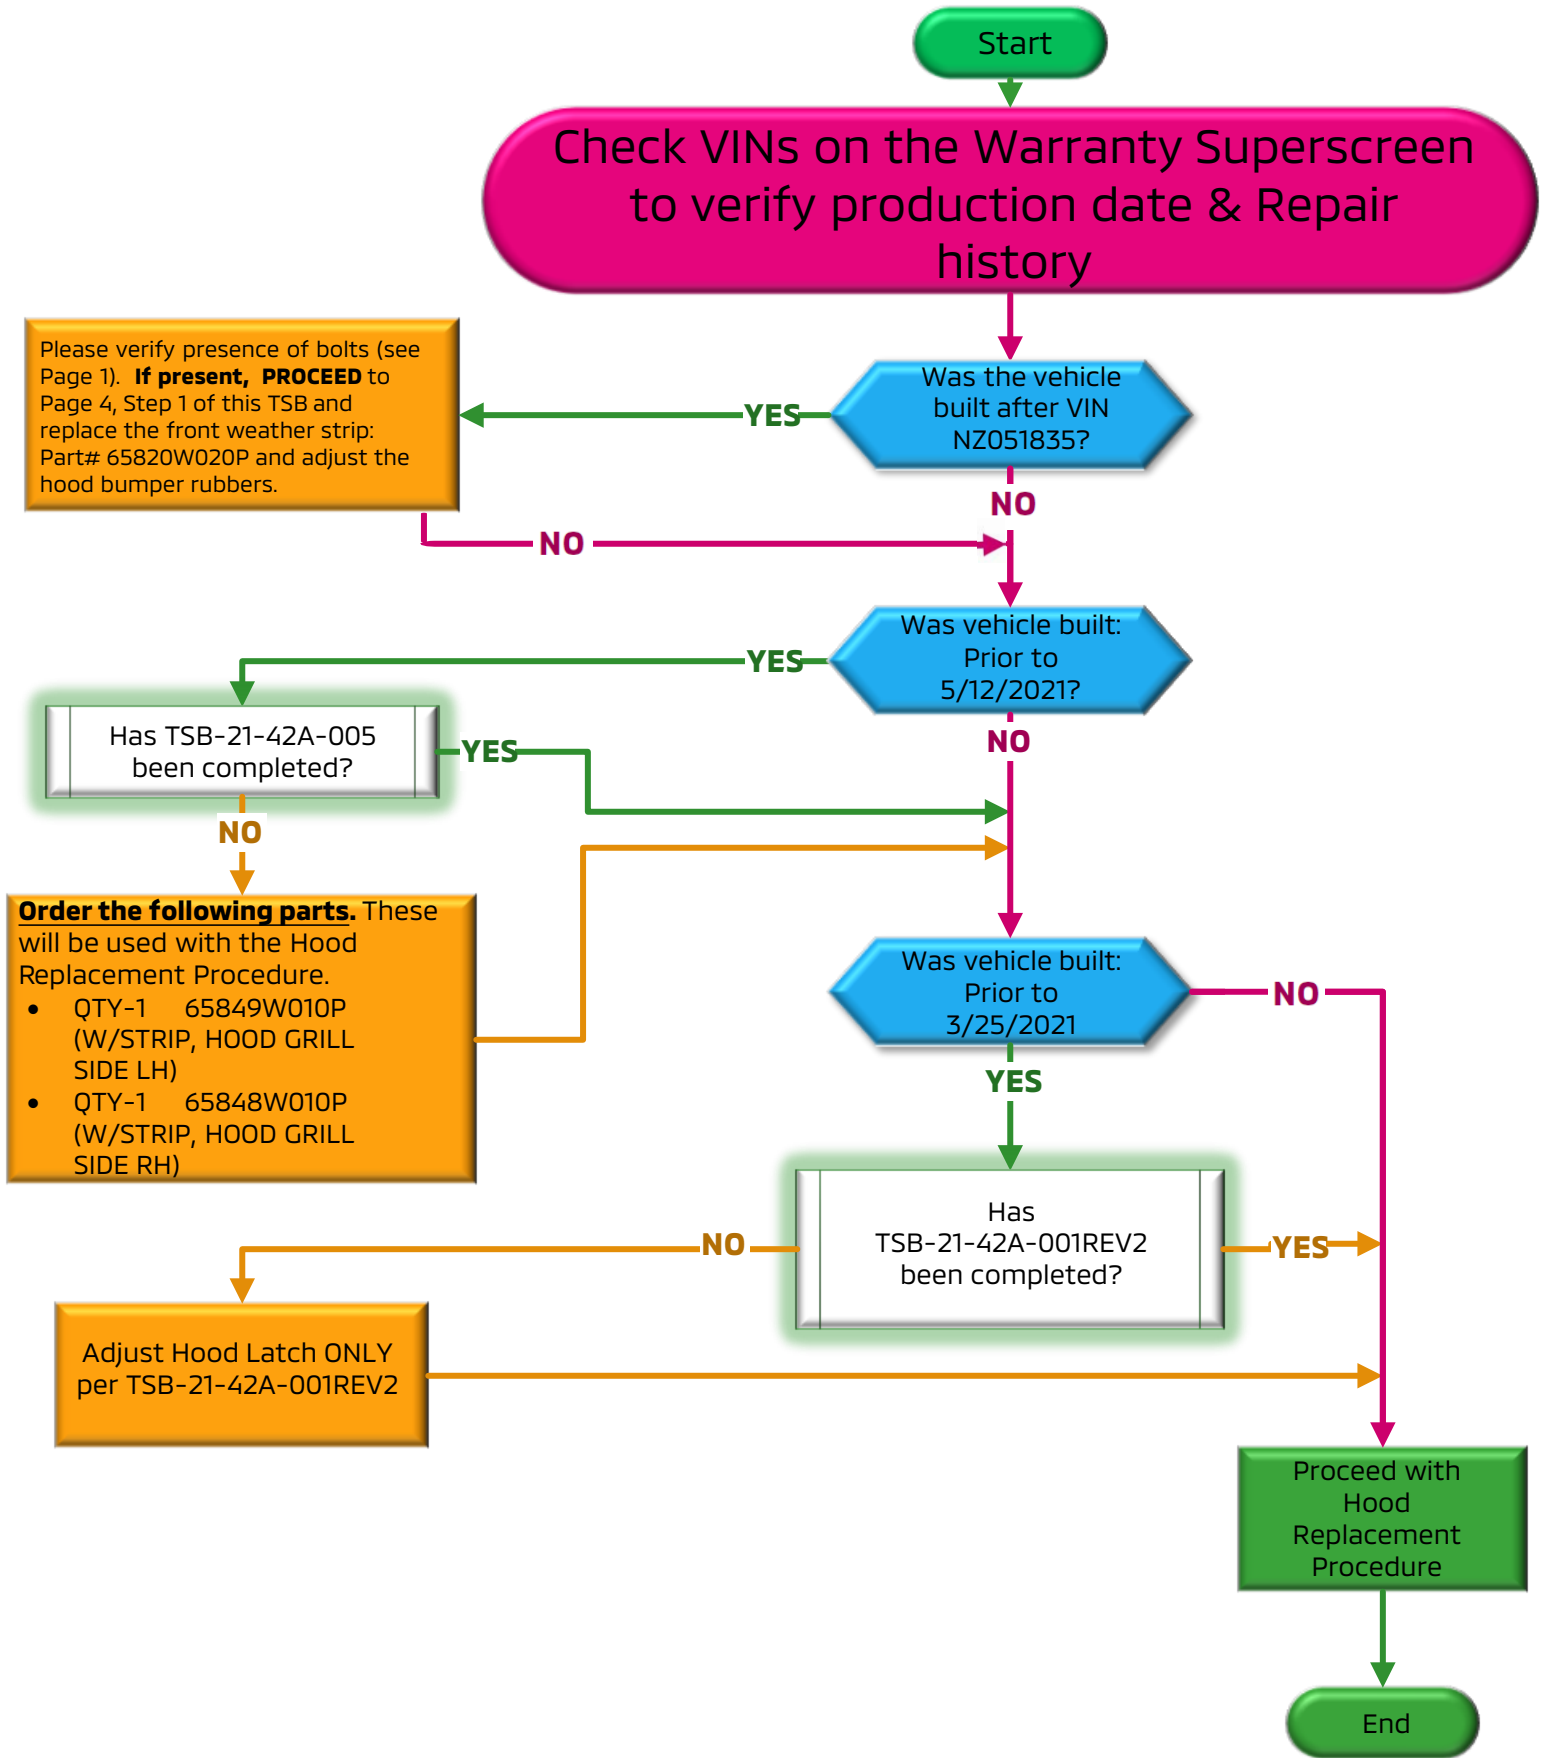 Start
Check VINs on the Warranty Superscreen
to verify production date & Repair
history
Please verify presence of bolts (see
Page 1). If present, PROCEED to
Page 4, Step 1 of this TSB and
replace the front weather strip:
Part# 65820W020P and adjust the
hood bumper rubbers.
YES
Was the vehicle
built after VIN
NZ051835?
NO
NO
Was vehicle built:
Prior to
5/12/2021?
YES
NO
Has TSB-21-42A-005
been completed?
YES
NO
Order the following parts. These
will be used with the Hood
Replacement Procedure.
• QTY-1 65849W010P
(W/STRIP, HOOD GRILL
SIDE LH)
• QTY-1 65848W010P
(W/STRIP, HOOD GRILL
SIDE RH)
Was vehicle built:
Prior to
3/25/2021
NO
YES
Has
TSB-21-42A-001REV2
been completed?
NO
YES
Adjust Hood Latch ONLY
per TSB-21-42A-001REV2
Proceed with
Hood
Replacement
Procedure
End